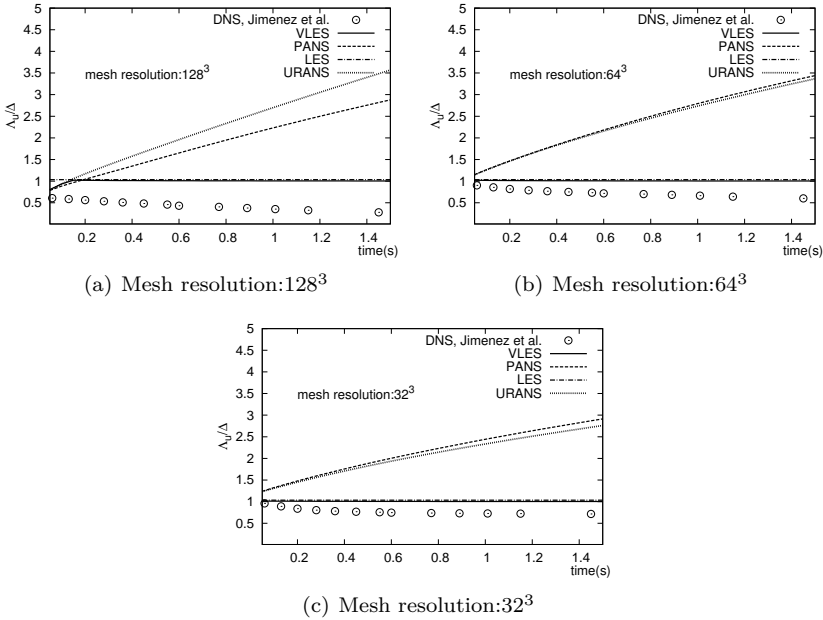 5
4.5
4
3.5
3
2.5
2
1.5
1
0.5
Λu/Δ
DNS, Jimenez et al.
VLES
PANS
LES
URANS
mesh resolution:128³
0.2 0.4 0.6 0.8 1 1.2 1.4
time(s)
(a) Mesh resolution:128³
5
4.5
4
3.5
3
2.5
2
1.5
1
0.5
Λu/Δ
DNS, Jimenez et al.
VLES
PANS
LES
URANS
mesh resolution:64³
0.2 0.4 0.6 0.8 1 1.2 1.4
time(s)
(b) Mesh resolution:64³
5
4.5
4
3.5
3
2.5
2
1.5
1
0.5
Λu/Δ
DNS, Jimenez et al.
VLES
PANS
LES
URANS
mesh resolution:32³
0.2 0.4 0.6 0.8 1 1.2 1.4
time(s)
(c) Mesh resolution:32³